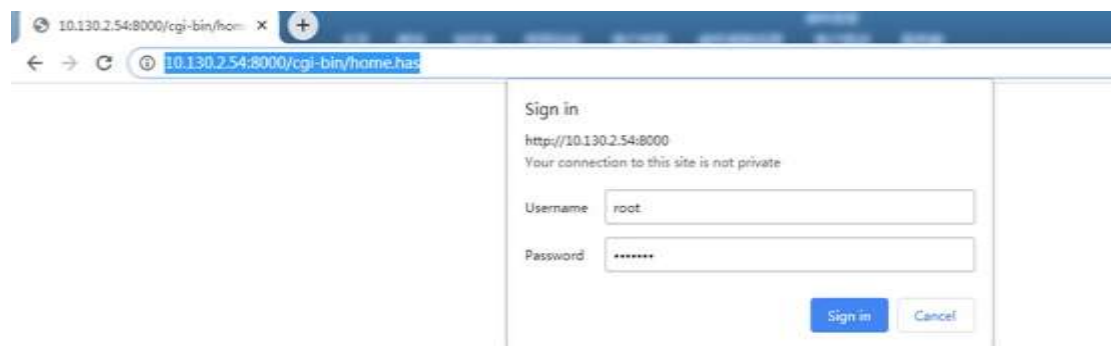 10.130.2.54:8000/cgi-bin/hom
10.130.2.54:8000/cgi-bin/home.has
Sign in
http://10.130.2.54:8000
Your connection to this site is not private
Username root
Password •••••••
Sign in Cancel